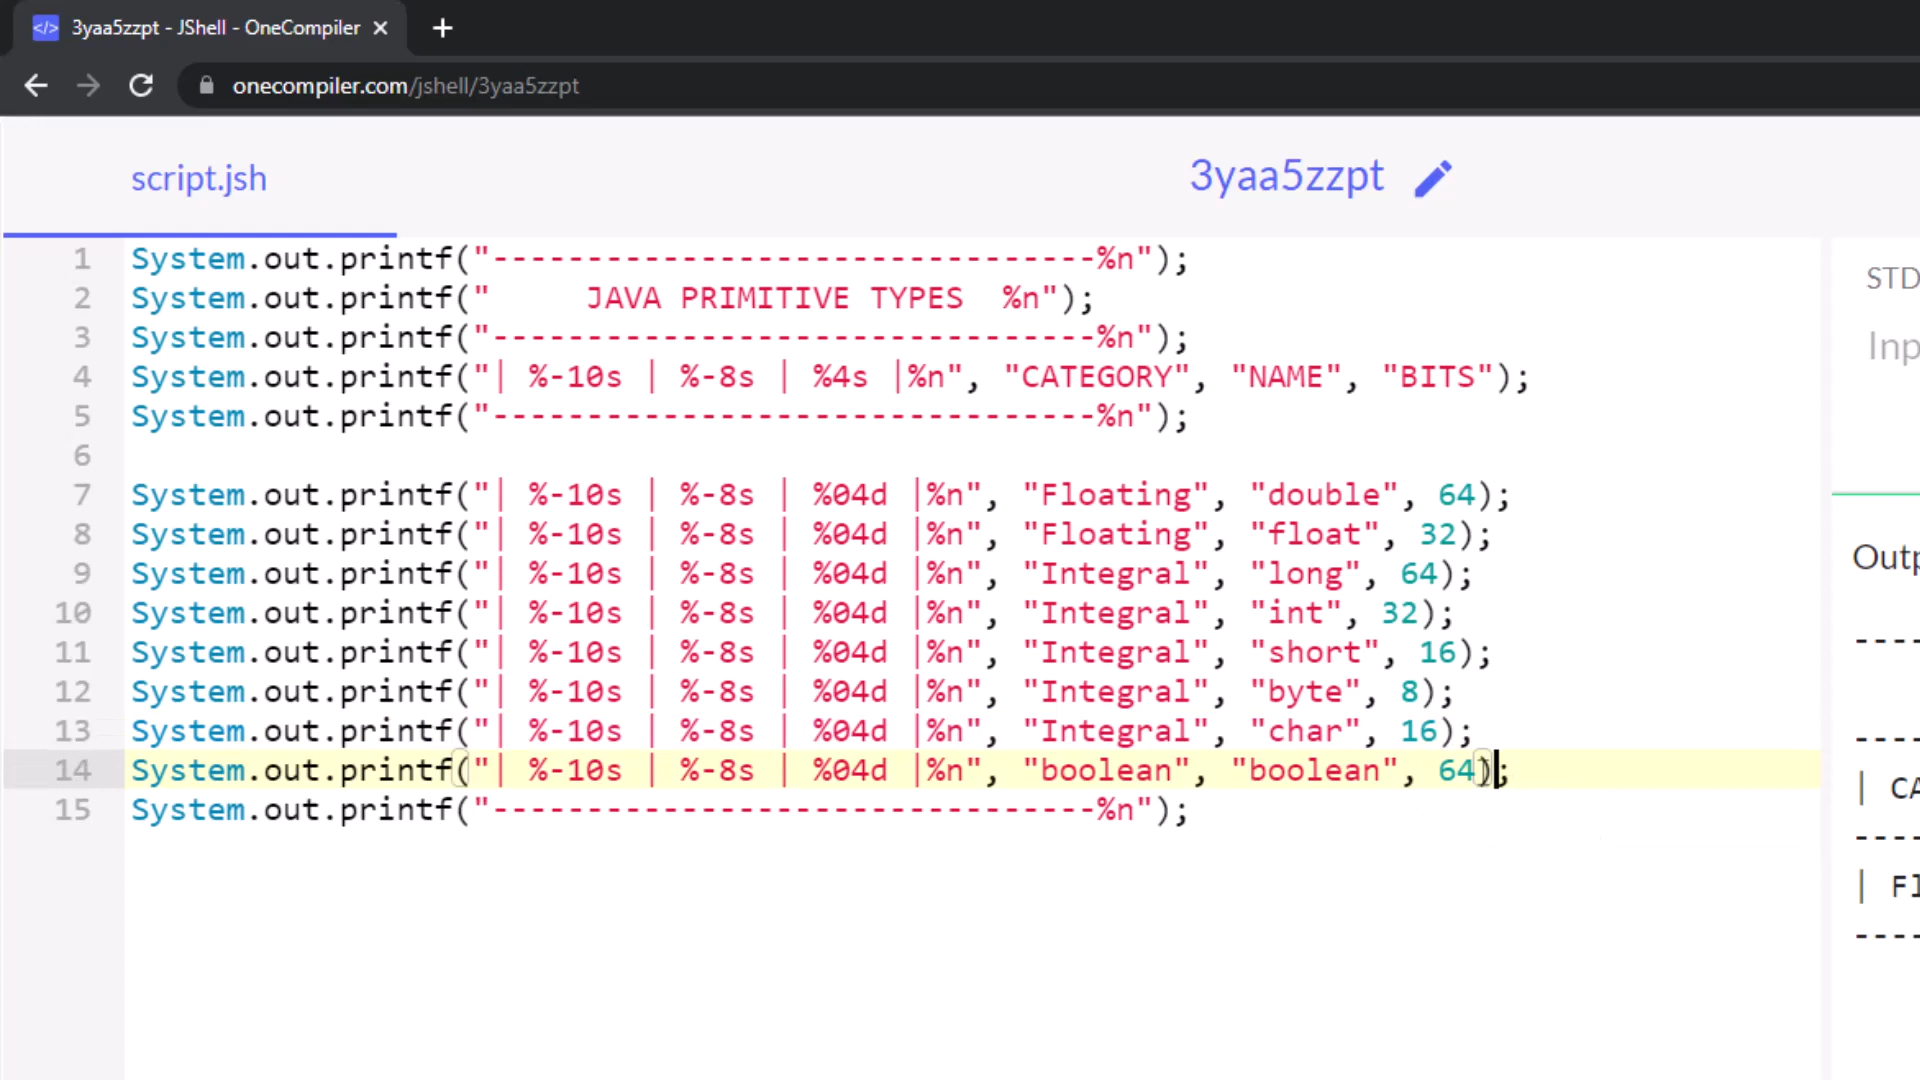 3yaa5zzpt - JShell - OneCompiler
onecompiler.com/jshell/3yaa5zzpt
script.jsh
3yaa5zzpt
1 System.out.printf("--------------------------------%n");
2 System.out.printf("     JAVA PRIMITIVE TYPES  %n");
3 System.out.printf("--------------------------------%n");
4 System.out.printf("| %-10s | %-8s | %4s |%n", "CATEGORY", "NAME", "BITS");
5 System.out.printf("--------------------------------%n");
6
7 System.out.printf("| %-10s | %-8s | %04d |%n", "Floating", "double", 64);
8 System.out.printf("| %-10s | %-8s | %04d |%n", "Floating", "float", 32);
9 System.out.printf("| %-10s | %-8s | %04d |%n", "Integral", "long", 64);
10 System.out.printf("| %-10s | %-8s | %04d |%n", "Integral", "int", 32);
11 System.out.printf("| %-10s | %-8s | %04d |%n", "Integral", "short", 16);
12 System.out.printf("| %-10s | %-8s | %04d |%n", "Integral", "byte", 8);
13 System.out.printf("| %-10s | %-8s | %04d |%n", "Integral", "char", 16);
14 System.out.printf("| %-10s | %-8s | %04d |%n", "boolean", "boolean", 64);
15 System.out.printf("--------------------------------%n");
STD
Inp
Outp
----
----
| CA
----
| FI
----